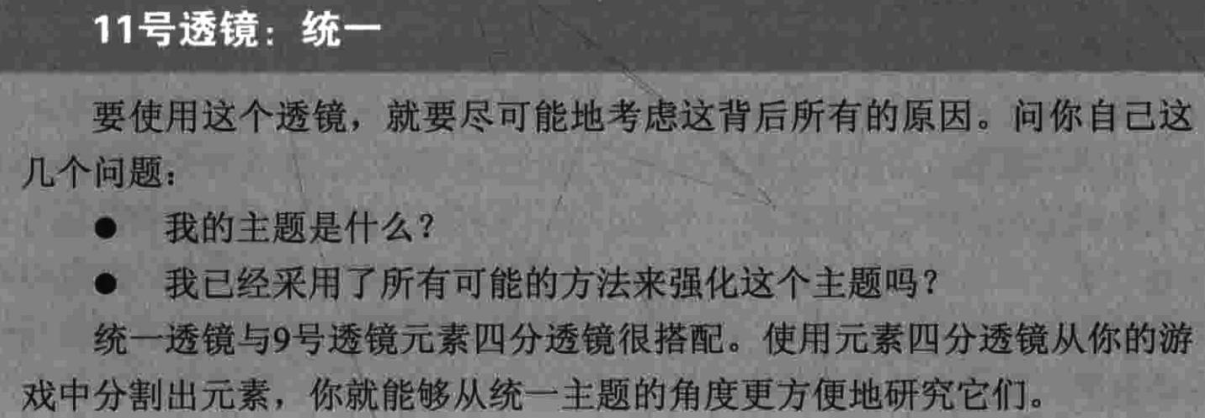 11号透镜：统一
要使用这个透镜，就要尽可能地考虑这背后所有的原因。问你自己这
几个问题：
● 我的主题是什么？
● 我已经采用了所有可能的方法来强化这个主题吗？
统一透镜与9号透镜元素四分透镜很搭配。使用元素四分透镜从你的游
戏中分割出元素，你就能够从统一主题的角度更方便地研究它们。